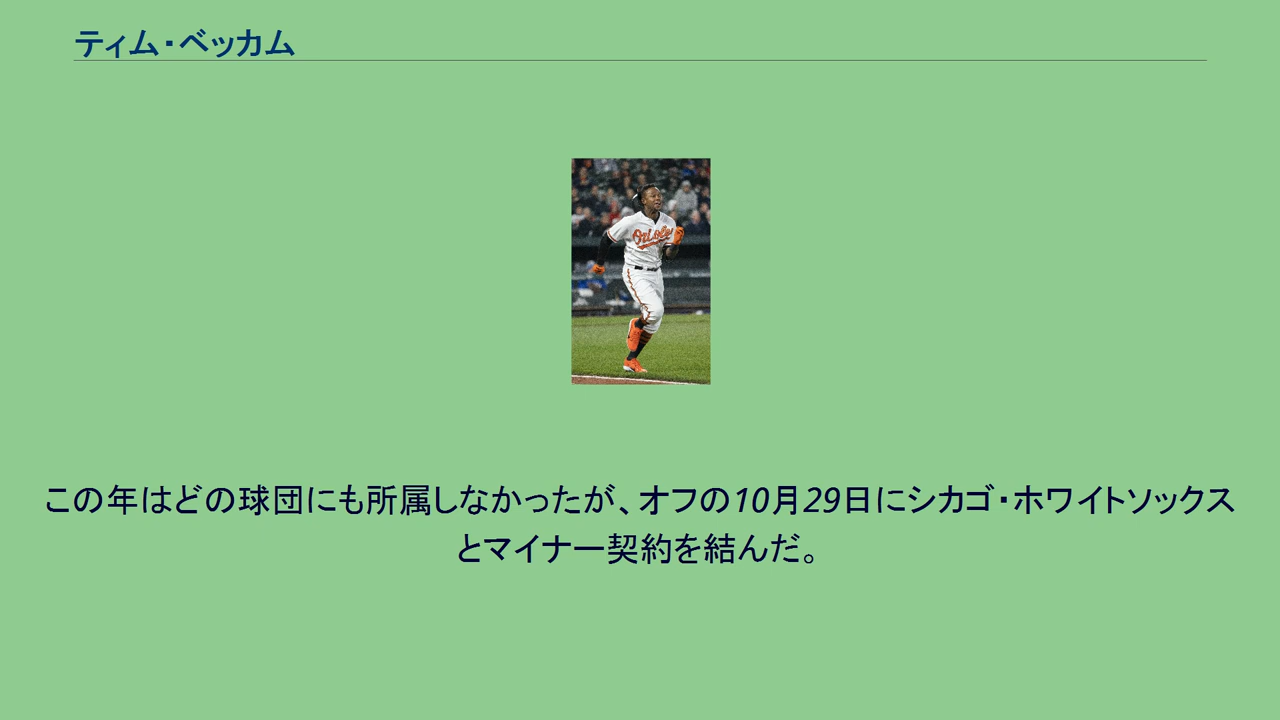 ティム・ベッカム
Orioles
この年はどの球団にも所属しなかったが、オフの10月29日にシカゴ・ホワイトソックス
とマイナー契約を結んだ。